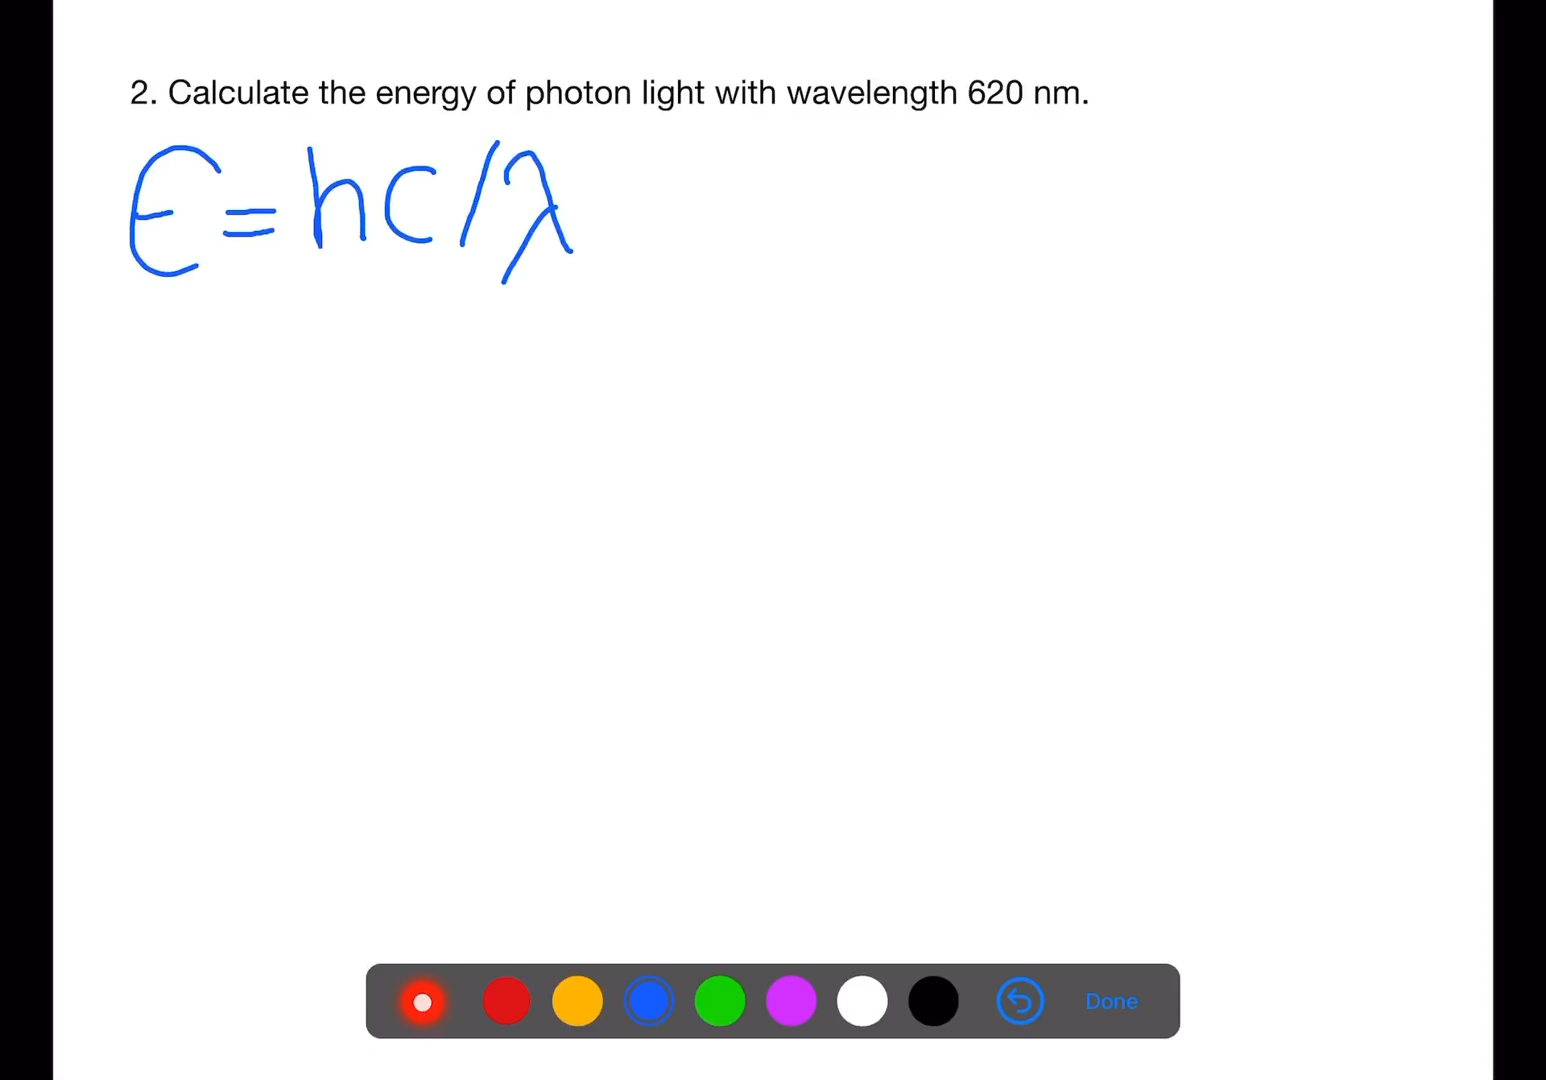 2. Calculate the energy of photon light with wavelength 620 nm.
E=hc/λ
Done